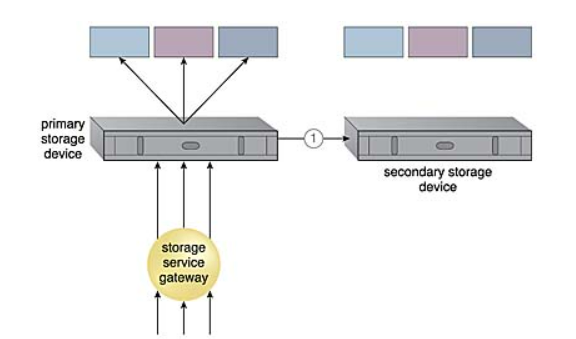 primary
storage
device
1
secondary storage
device
storage
service
gateway